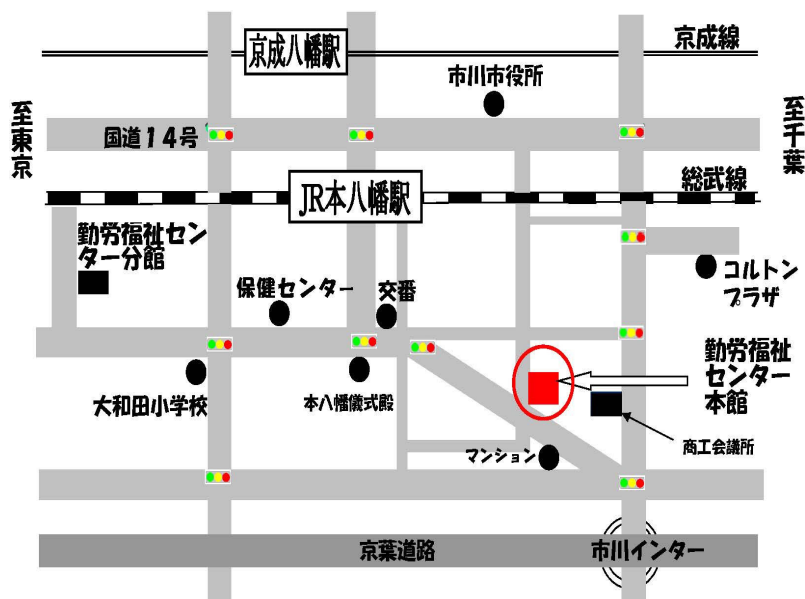 京成線
京成八幡駅
市川市役所
至東京
至千葉
国道14号
総武線
JR本八幡駅
勤労福祉セン
ター分館
コルトン
プラザ
保健センター
交番
勤労福祉
センター
本館
大和田小学校
本八幡儀式殿
商工会議所
マンション
京葉道路
市川インター